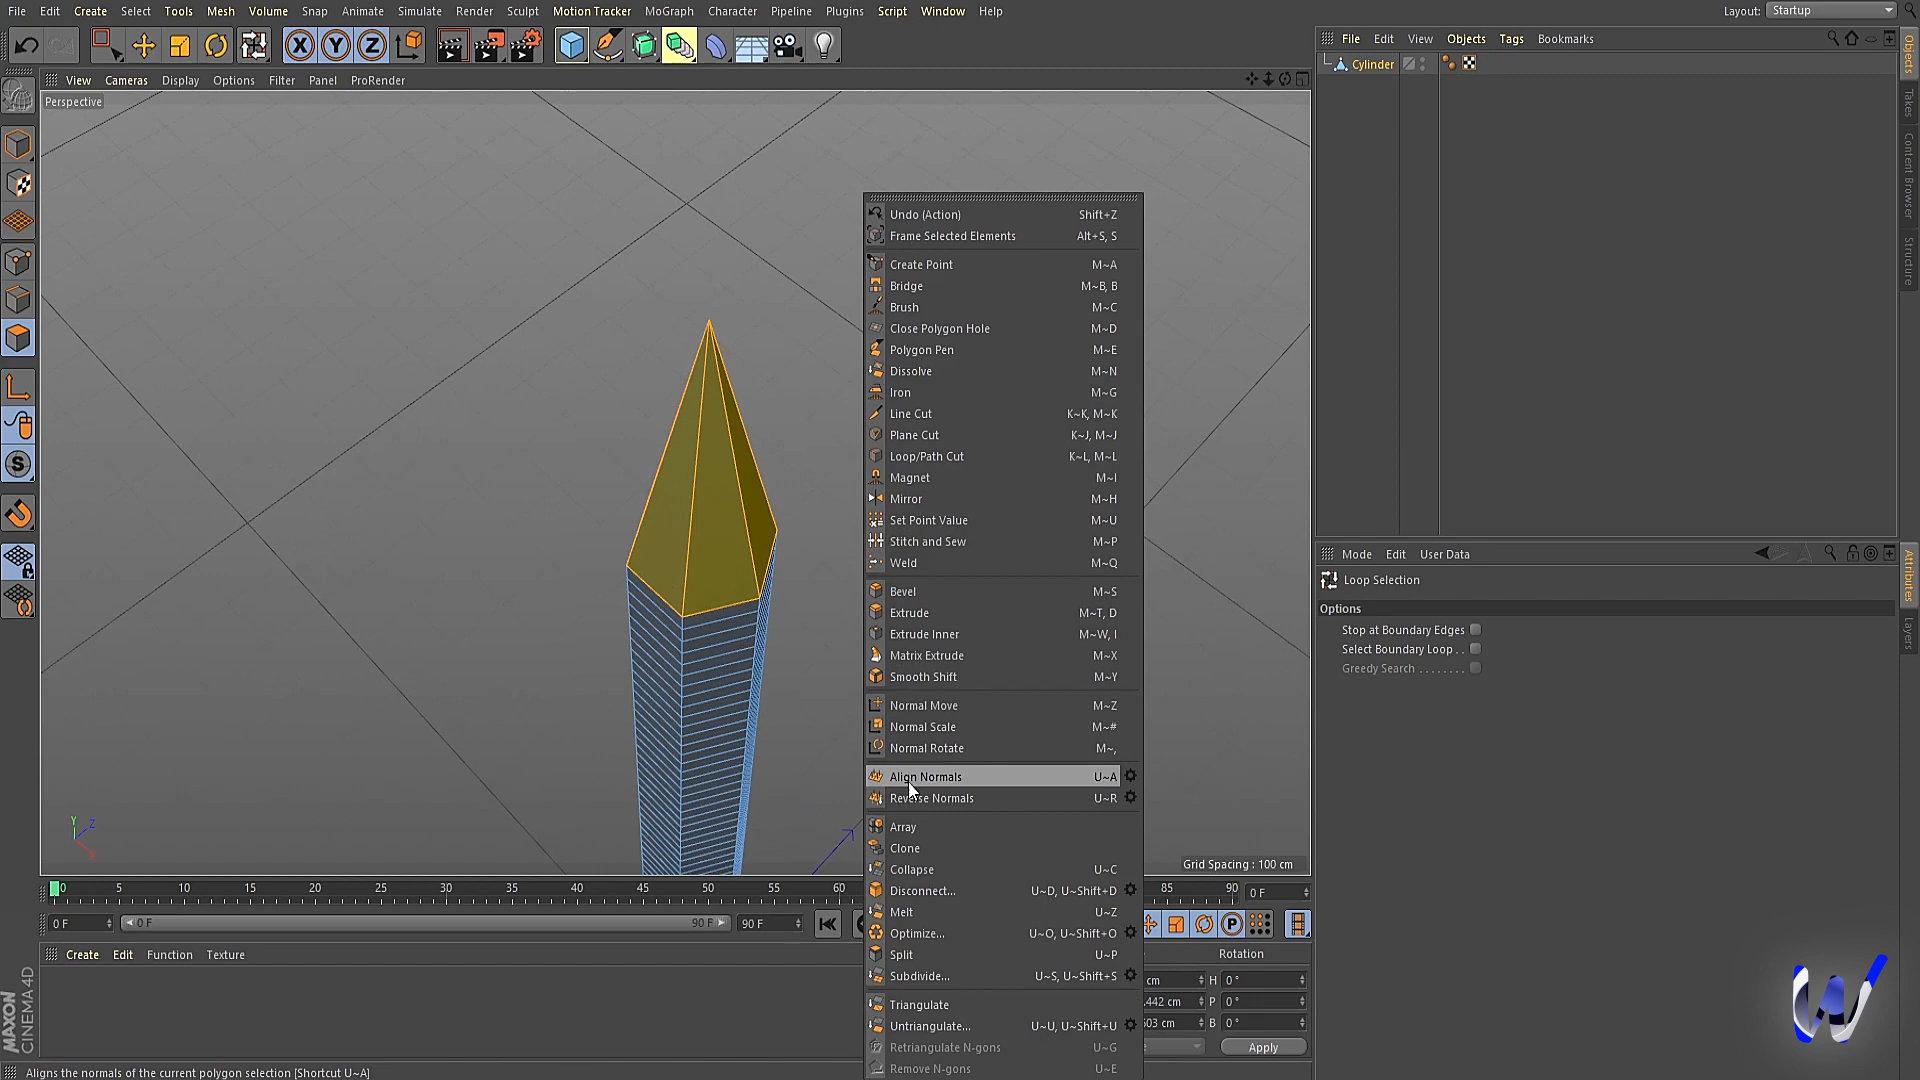 File Edit Create Select Tools Mesh Volume Snap Animate Simulate Render Sculpt Motion Tracker MoGraph Character Pipeline Plugins Script Window Help Layout: Startup
X Y Z
File Edit View Objects Tags Bookmarks
Cylinder
View Cameras Display Options Filter Panel ProRender
Perspective
Undo (Action) Shift+Z
Frame Selected Elements Alt+S, S
Create Point M~A
Bridge M~B, B
Brush M~C
Close Polygon Hole M~D
Polygon Pen M~E
Dissolve M~N
Iron M~G
Line Cut K~K, M~K
Plane Cut K~J, M~J
Loop/Path Cut K~L, M~L
Magnet M~I
Mirror M~H
Set Point Value M~U
Stitch and Sew M~P
Weld M~Q
Bevel M~S
Extrude M~T, D
Extrude Inner M~W, I
Matrix Extrude M~X
Smooth Shift M~Y
Normal Move M~Z
Normal Scale M~#
Normal Rotate M~,
Align Normals U~A
Reverse Normals U~R
Array
Clone
Collapse U~C
Disconnect... U~D, U~Shift+D
Melt U~Z
Optimize... U~O, U~Shift+O
Split U~P
Subdivide... U~S, U~Shift+S
Triangulate
Untriangulate... U~U, U~Shift+U
Retriangulate N-gons U~G
Remove N-gons U~E
Mode Edit User Data
Loop Selection
Options
Stop at Boundary Edges
Select Boundary Loop . .
Greedy Search . . . . . . . .
Objects
Takes
Content Browser
Structure
Attributes
Layers
Y Z X
Grid Spacing : 100 cm
0 5 10 15 20 25 30 35 40 45 50 55 60 85 90 0 F
0 F 0 F 90 F 90 F
P
Create Edit Function Texture
Rotation
cm H 0 °
.442 cm P 0 °
503 cm B 0 °
Apply
MAXON
CINEMA4D
W
Aligns the normals of the current polygon selection [Shortcut U~A]